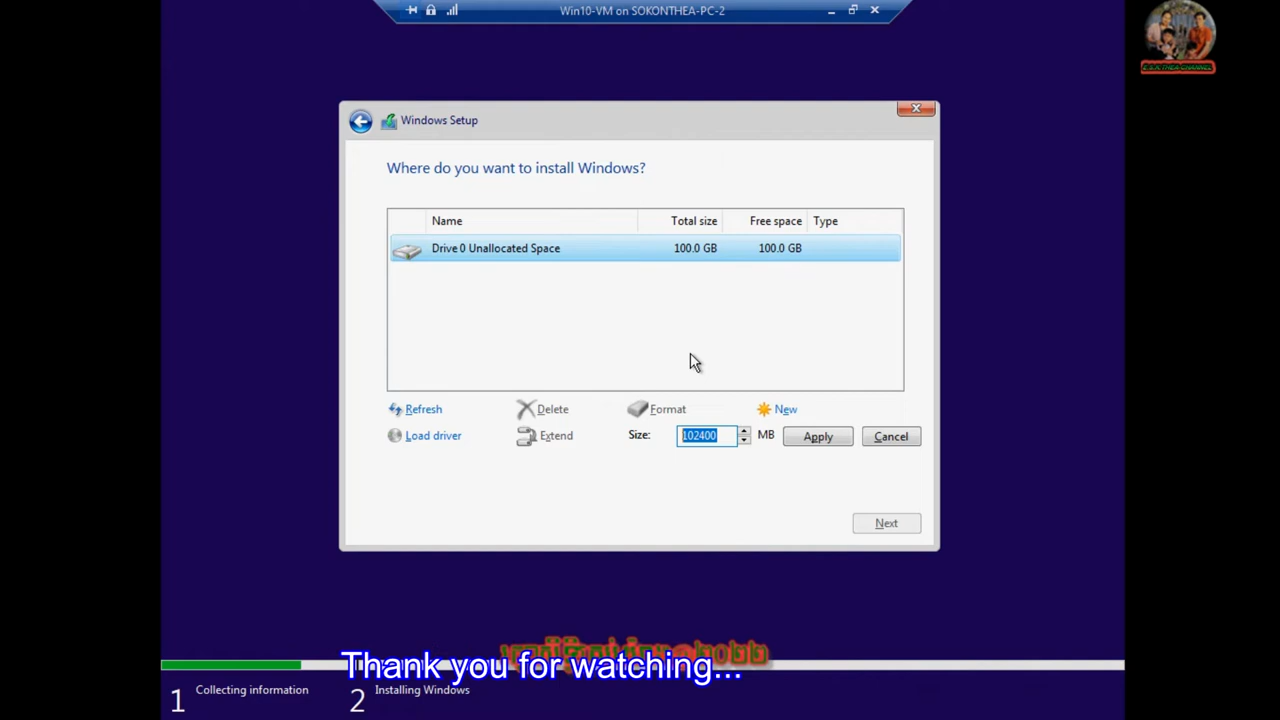 Win10-VM on SOKONTHEA-PC-2
Windows Setup
Where do you want to install Windows?
Name Total size Free space Type
Drive 0 Unallocated Space 100.0 GB 100.0 GB
Refresh Delete Format New
Load driver Extend Size: 102400 MB Apply Cancel
Next
Thank you for watching...
1 Collecting information 2 Installing Windows